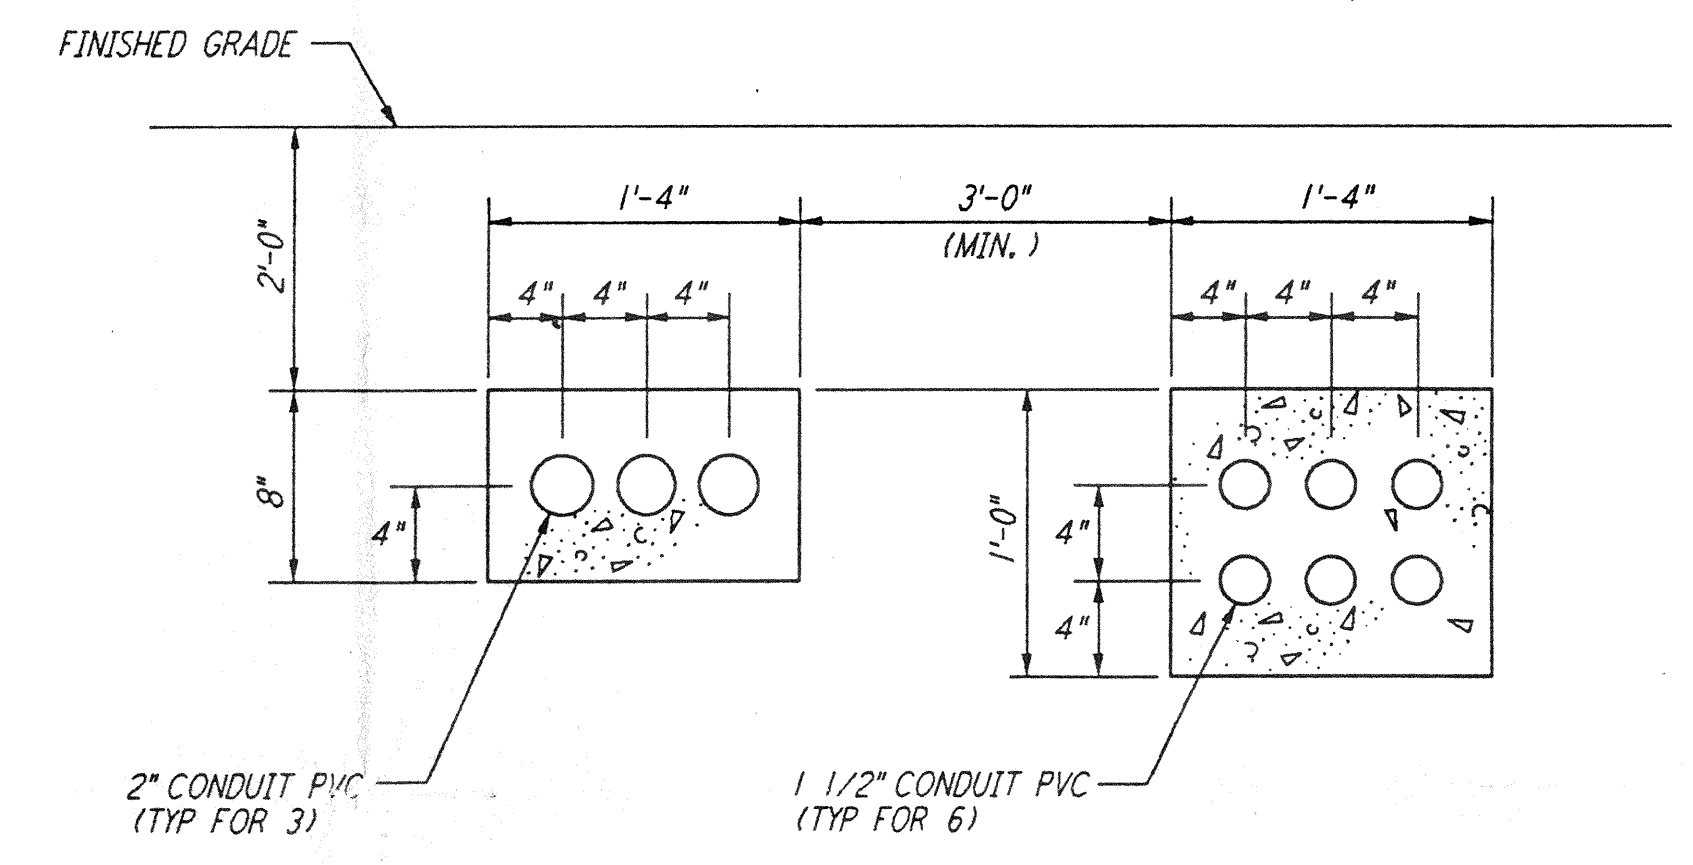 FINISHED GRADE
1'-4"
3'-0"
1'-4"
(MIN.)
2'-0"
4" 4" 4"
4" 4" 4"
8"
4"
1'-0"
4"
4"
2" CONDUIT PVC
(TYP FOR 3)
1 1/2" CONDUIT PVC
(TYP FOR 6)